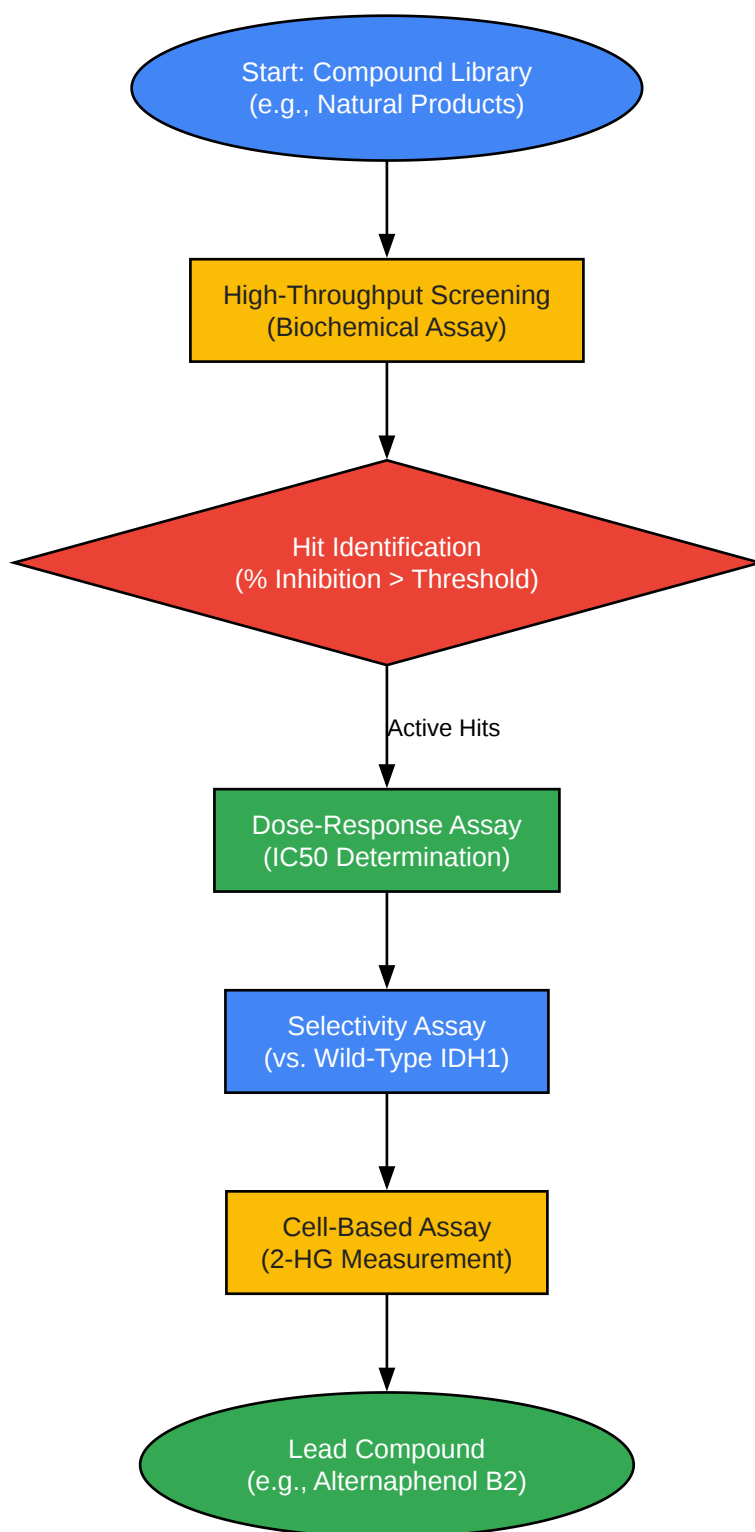 Start: Compound Library
(e.g., Natural Products)
High-Throughput Screening
(Biochemical Assay)
Hit Identification
(% Inhibition > Threshold)
Active Hits
Dose-Response Assay
(IC50 Determination)
Selectivity Assay
(vs. Wild-Type IDH1)
Cell-Based Assay
(2-HG Measurement)
Lead Compound
(e.g., Alternaphenol B2)